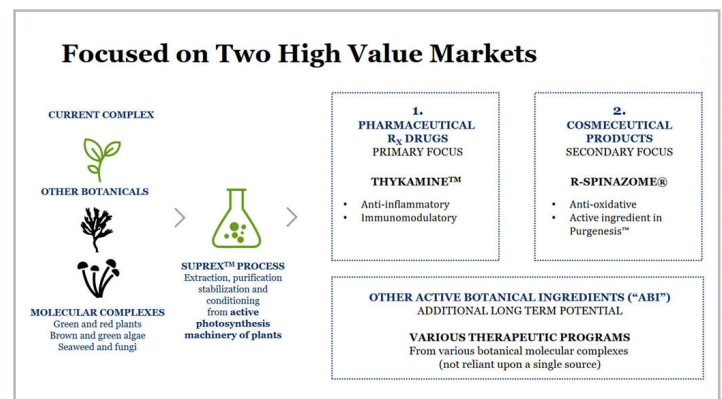 Focused on Two High Value Markets
CURRENT COMPLEX
OTHER BOTANICALS
MOLECULAR COMPLEXES
Green and red plants
Brown and green algae
Seaweed and fungi
SUPREX™ PROCESS
Extraction, purification
stabilization and
conditioning
from active
photosynthesis
machinery of plants
1.
PHARMACEUTICAL
RX DRUGS
PRIMARY FOCUS
THYKAMINE™
• Anti-inflammatory
• Immunomodulatory
2.
COSMECEUTICAL
PRODUCTS
SECONDARY FOCUS
R-SPINAZOME®
• Anti-oxidative
• Active ingredient in
Purgenesis™
OTHER ACTIVE BOTANICAL INGREDIENTS (“ABI”)
ADDITIONAL LONG TERM POTENTIAL
VARIOUS THERAPEUTIC PROGRAMS
From various botanical molecular complexes
(not reliant upon a single source)